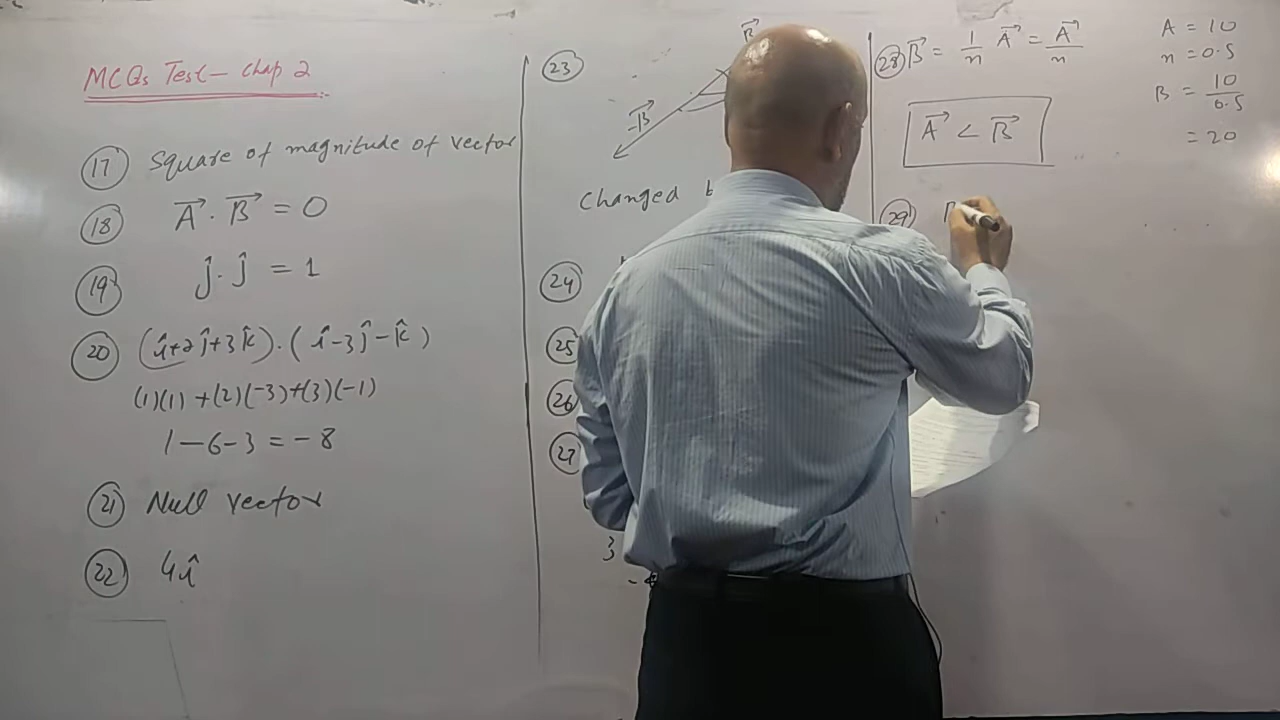 MCQs Test - Chap 2
(17) Square of magnitude of vector
(18) A⃗ . B⃗ = 0
(19) ĵ . ĵ = 1
(20) (î+2ĵ+3k̂).(î-3ĵ-k̂)
(1)(1)+(2)(-3)+(3)(-1)
1-6-3=-8
(21) Null vector
(22) 4î
(23)
B⃗
-B⃗
Changed
(24)
(25)
(26)
(27)
3
(28) B⃗ = 1/n A⃗ = A⃗/n
A⃗ < B⃗
(29)
A = 10
n = 0.5
B = 10/0.5
= 20